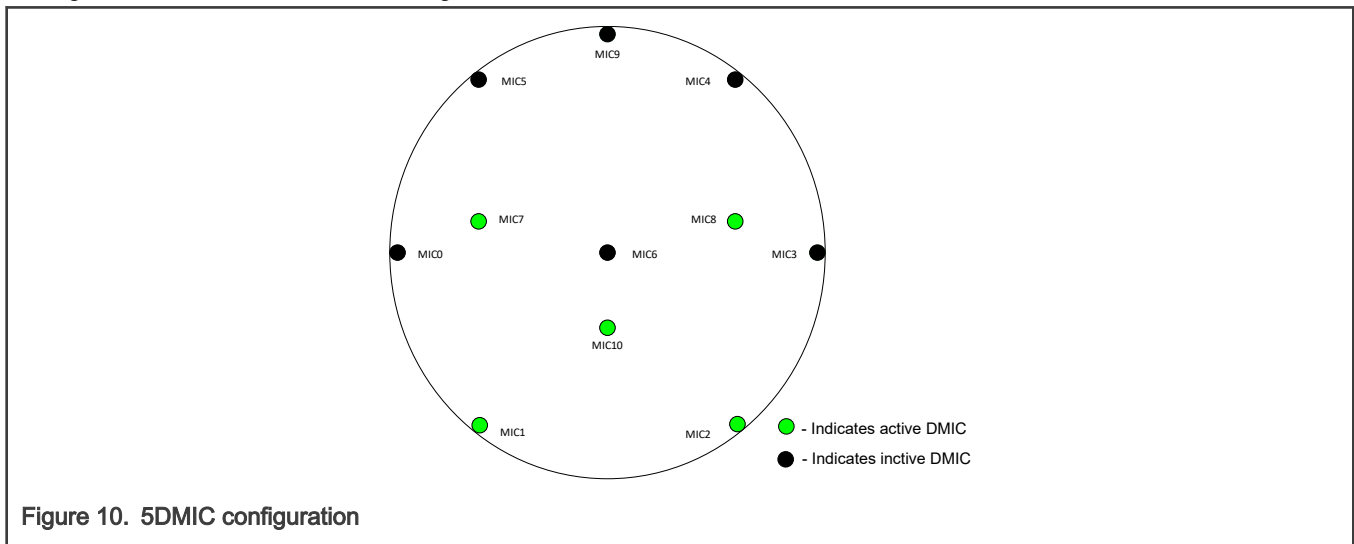 MIC9
MIC5
MIC4
MIC7
MIC8
MIC0
MIC6
MIC3
MIC10
MIC1
MIC2
- Indicates active DMIC
- Indicates inctive DMIC
Figure 10. 5DMIC configuration